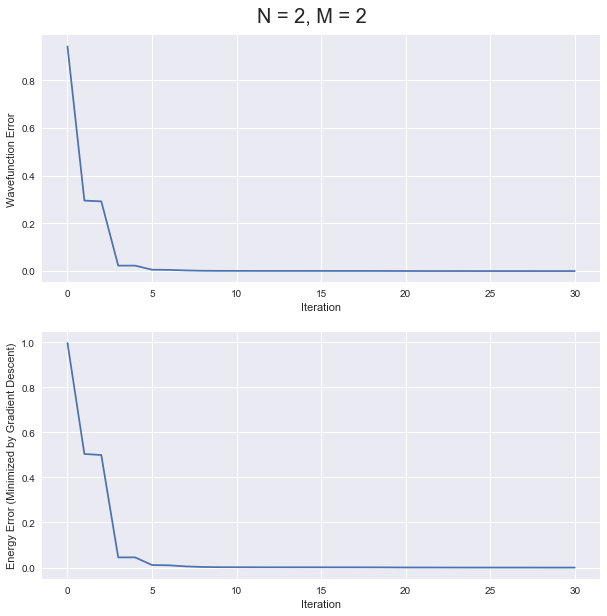 N = 2, M = 2
Wavefunction Error
0.8
0.6
0.4
0.2
0.0
0 5 10 15 20 25 30
Iteration
Energy Error (Minimized by Gradient Descent)
1.0
0.8
0.6
0.4
0.2
0.0
0 5 10 15 20 25 30
Iteration